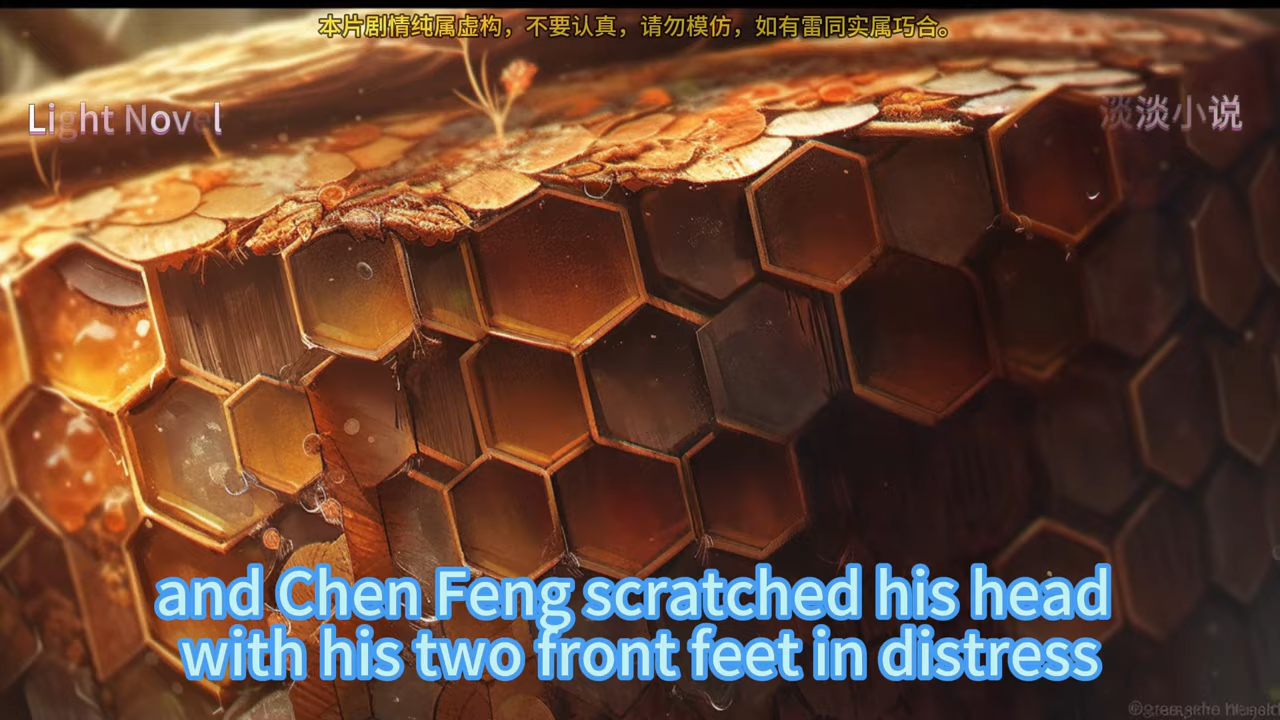 本片剧情纯属虚构，不要认真，请勿模仿，如有雷同实属巧合。
Light Novel
淡淡小说
and Chen Feng scratched his head
with his two front feet in distress